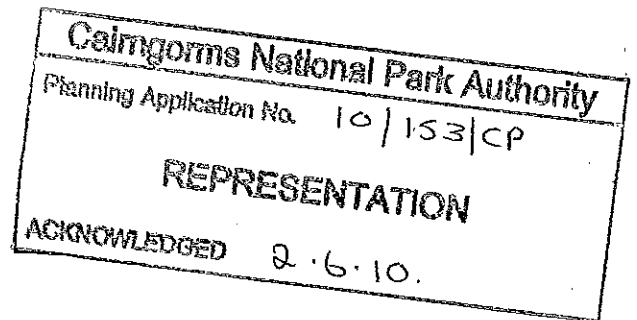 Cairngorms National Park Authority
Planning Application No. 10/153/CP
REPRESENTATION
ACKNOWLEDGED 2.6.10.